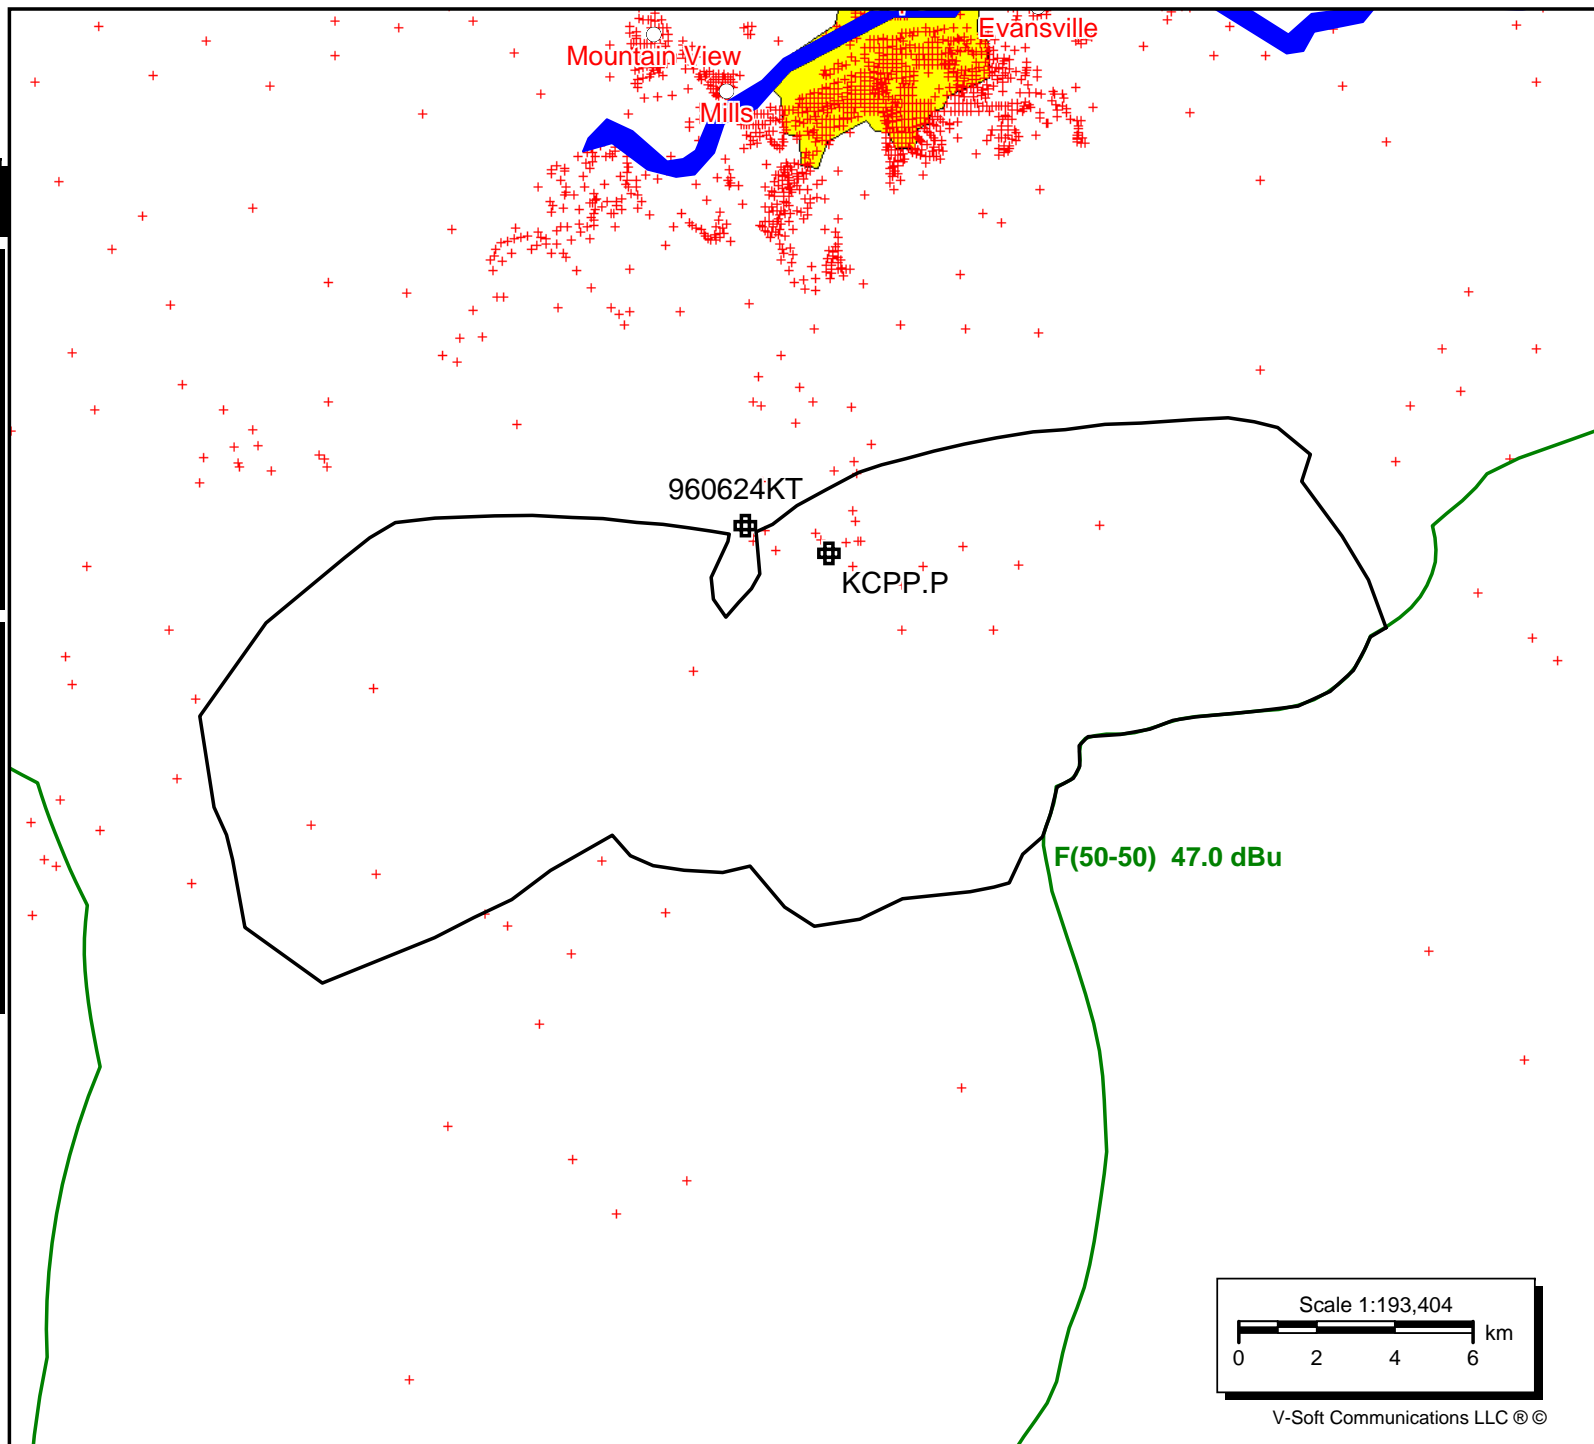 Evansville
Mountain View
Mills
960624KT
KCPP.P
F(50-50) 47.0 dBu
Scale 1:193,404
km
0 2 4 6
V-Soft Communications LLC ® ©